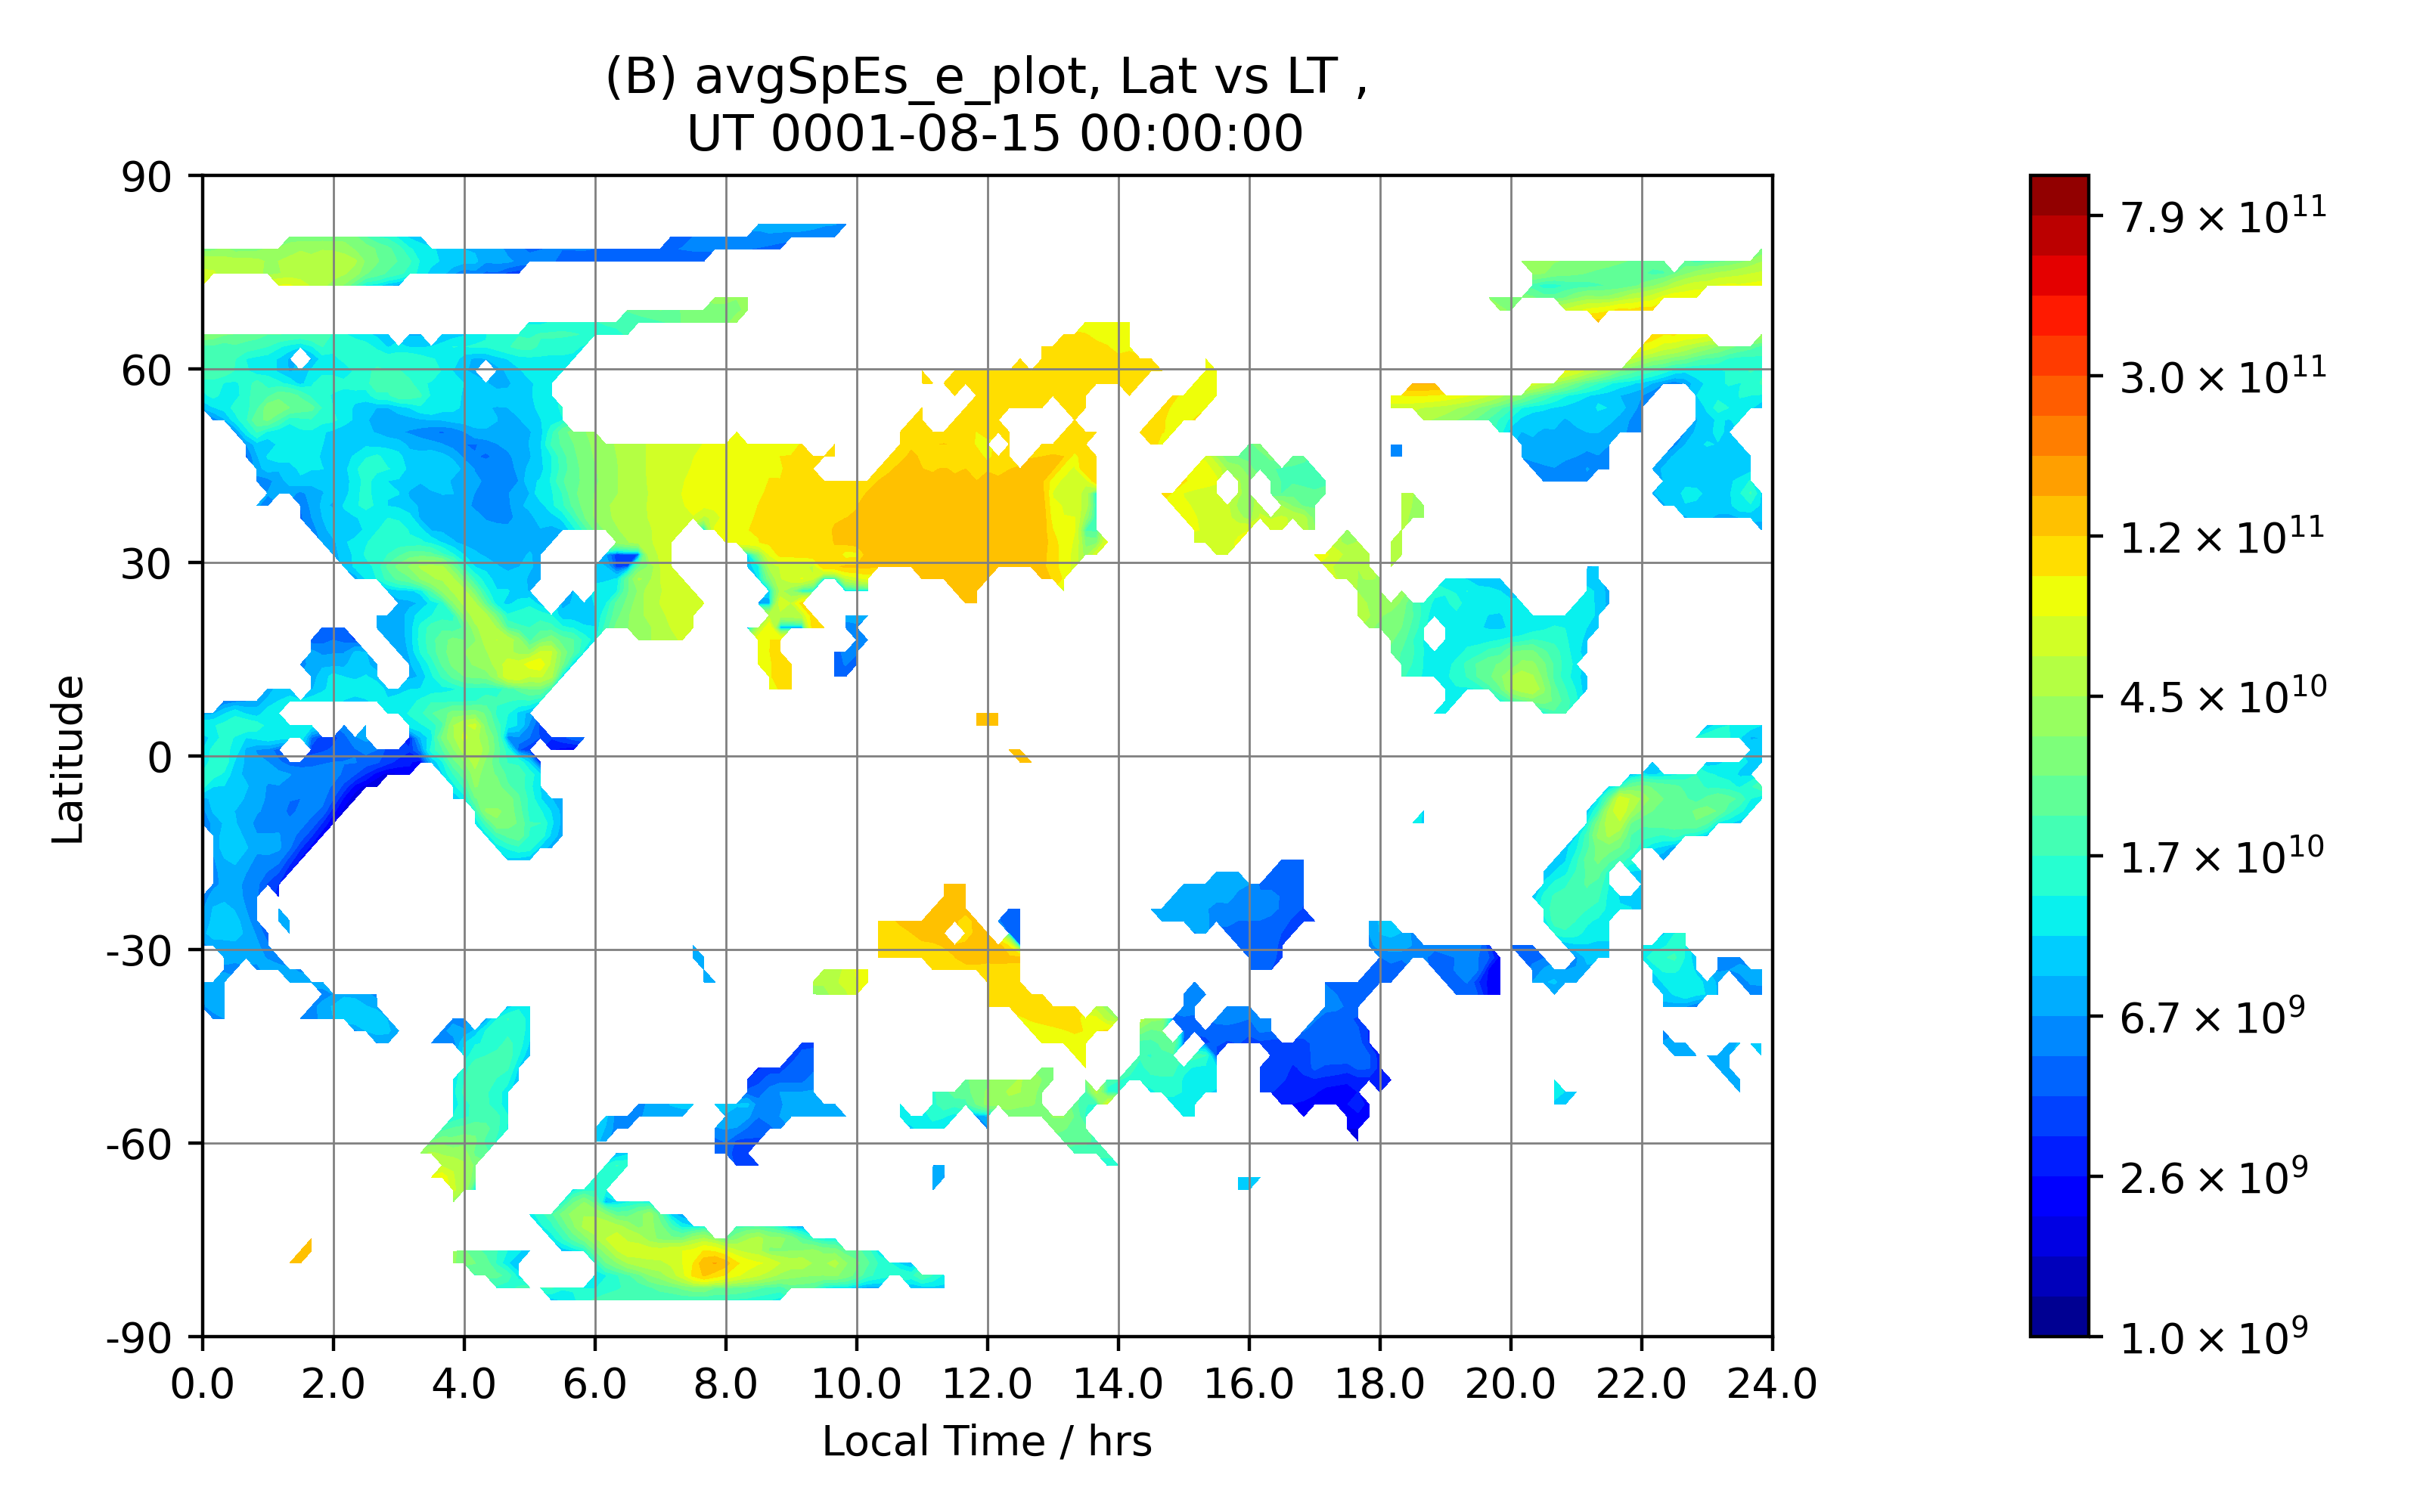 (B) avgSpEs_e_plot, Lat vs LT ,
UT 0001-08-15 00:00:00
90
60
30
0
-30
-60
-90
Latitude
0.0 2.0 4.0 6.0 8.0 10.0 12.0 14.0 16.0 18.0 20.0 22.0 24.0
Local Time / hrs
7.9 × 10¹¹
3.0 × 10¹¹
1.2 × 10¹¹
4.5 × 10¹⁰
1.7 × 10¹⁰
6.7 × 10⁹
2.6 × 10⁹
1.0 × 10⁹